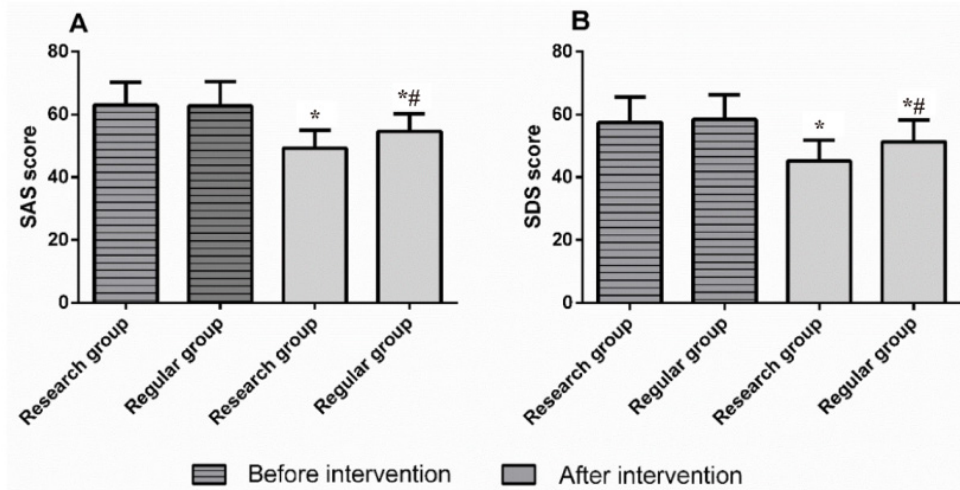 A
SAS score
80
60
40
20
0
*
*#
Research group
Regular group
Research group
Regular group
B
SDS score
80
60
40
20
0
*
*#
Research group
Regular group
Research group
Regular group
Before intervention
After intervention